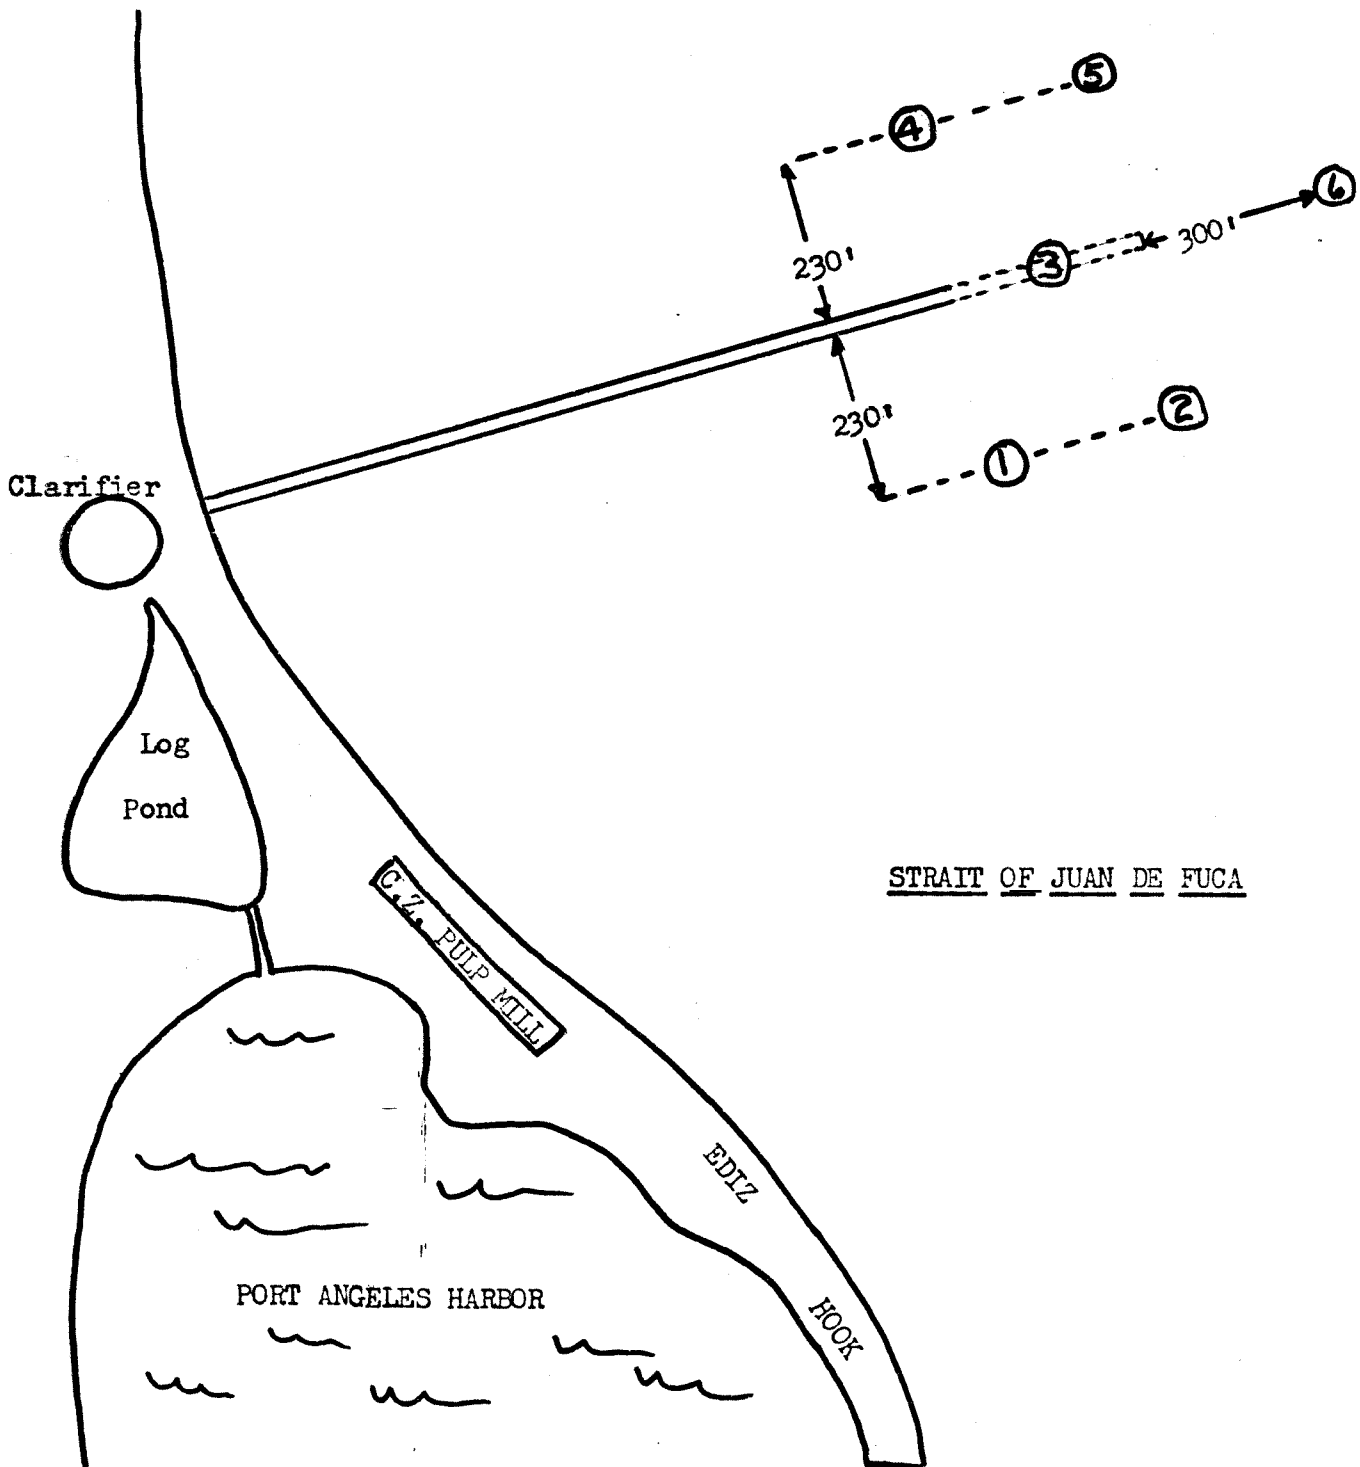 5
4
6
300'
3
230'
230'
2
1
Clarifier
Log
Pond
C.Z. PULP MILL
STRAIT OF JUAN DE FUCA
EDIZ
HOOK
PORT ANGELES HARBOR